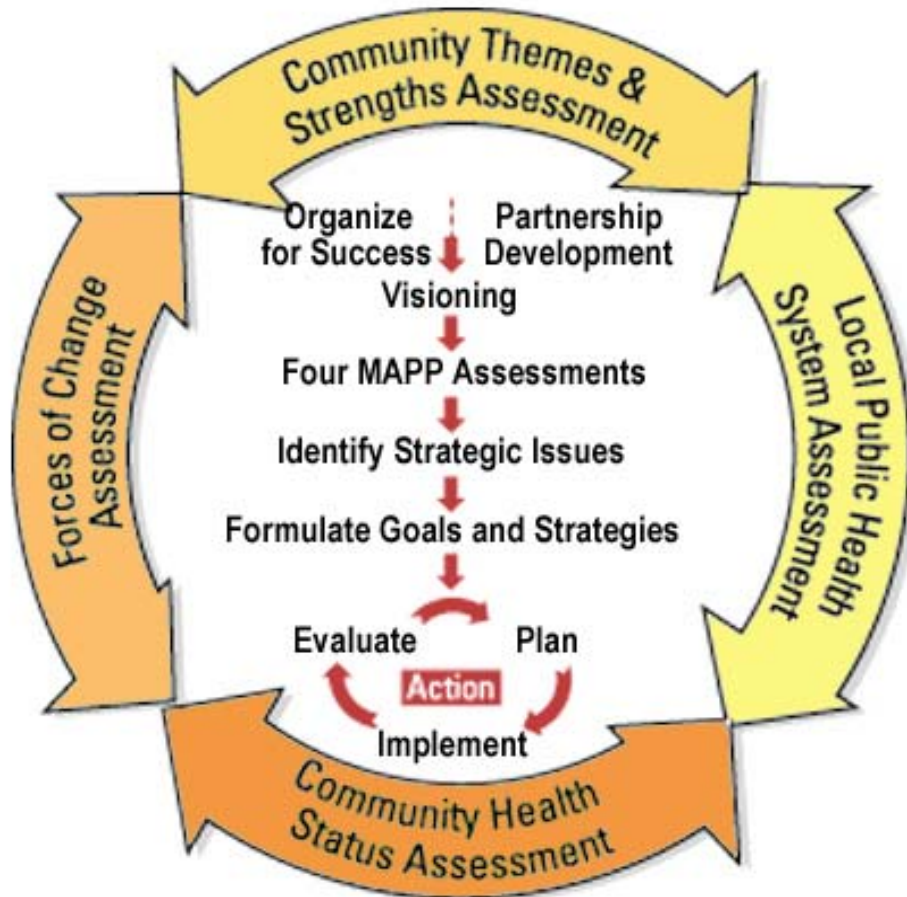 Community Themes &
Strengths Assessment
Organize
for Success
Partnership
Development
Visioning
Four MAPP Assessments
Identify Strategic Issues
Formulate Goals and Strategies
Evaluate
Plan
Action
Implement
Forces of Change
Assessment
Local Public Health
System Assessment
Community Health
Status Assessment